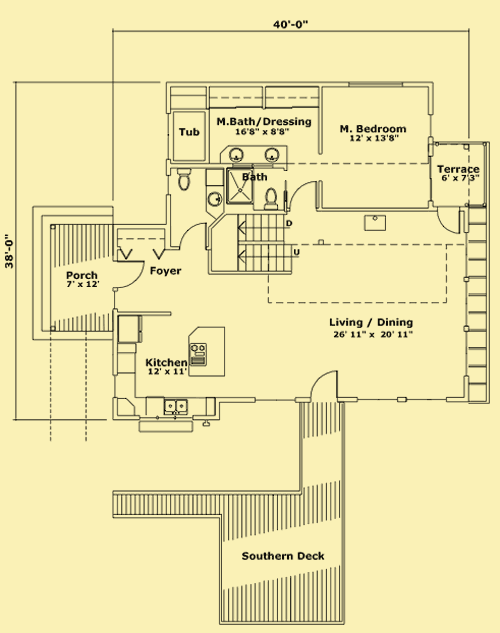 40'-0"
M.Bath/Dressing
16'8" x 8'8"
Tub
M. Bedroom
12' x 13'8"
Bath
Terrace
6' x 7'3"
D
38'-0"
U
Foyer
Porch
7' x 12'
Living / Dining
26' 11" x 20' 11"
Kitchen
12' x 11'
Southern Deck